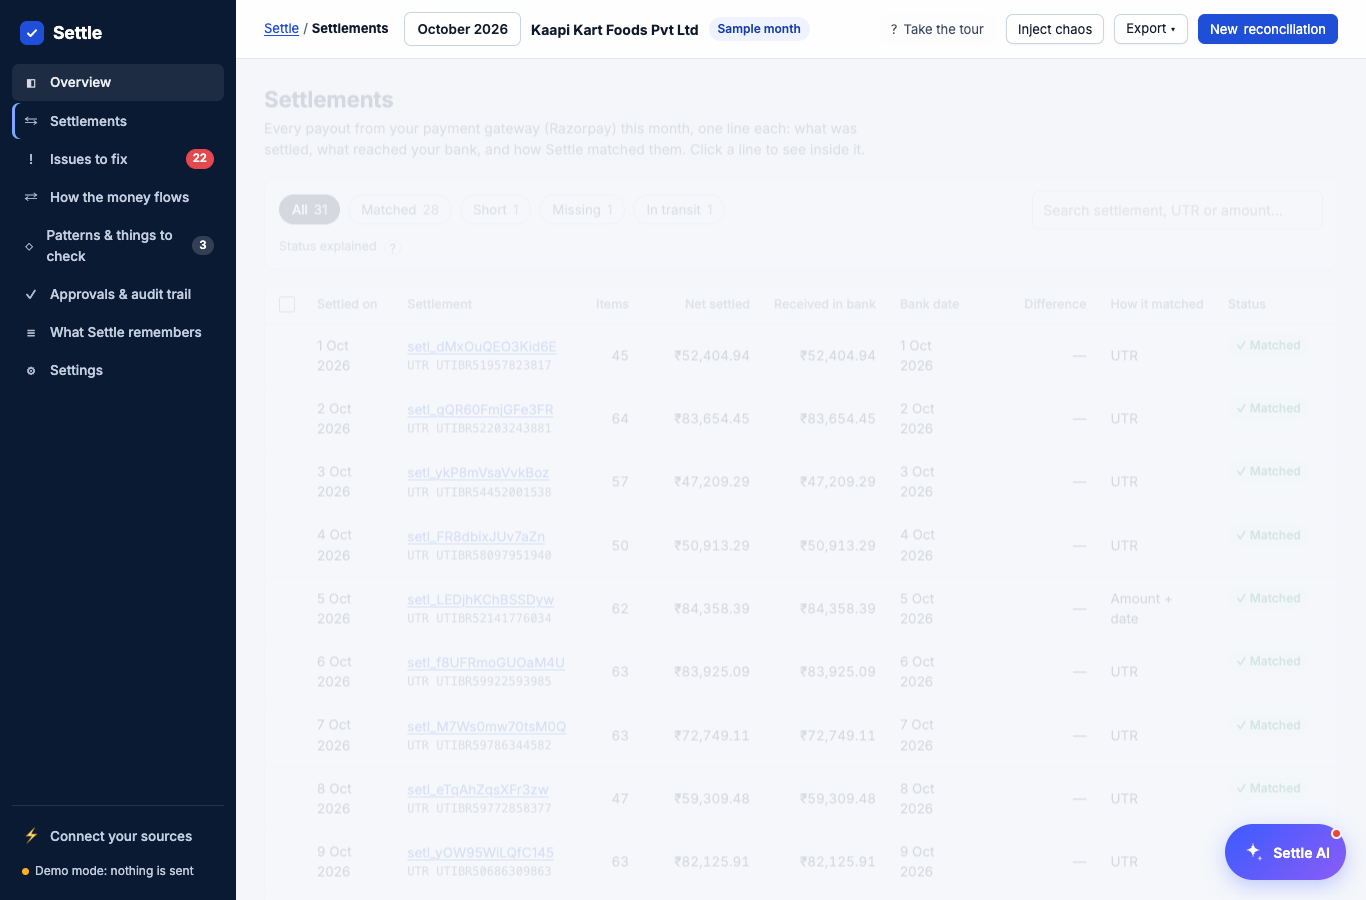 Settle
Overview
Settlements
Issues to fix 22
How the money flows
Patterns & things to check 3
Approvals & audit trail
What Settle remembers
Settings
Connect your sources
Demo mode: nothing is sent
Settle / Settlements October 2026 Kaapi Kart Foods Pvt Ltd Sample month ? Take the tour Inject chaos Export New reconciliation
Settlements
Every payout from your payment gateway (Razorpay) this month, one line each: what was
settled, what reached your bank, and how Settle matched them. Click a line to see inside it.
All 31 Matched 28 Short 1 Missing 1 In transit 1 Search settlement, UTR or amount...
Status explained ?
Settled on Settlement Items Net settled Received in bank Bank date Difference How it matched Status
1 Oct 2026 setl_dMxOuQEO3Kid6E 45 ₹52,404.94 ₹52,404.94 1 Oct 2026 — UTR ✓ Matched
UTR UTIBR51957823817
2 Oct 2026 setl_qQR60FmjGFe3FR 64 ₹83,654.45 ₹83,654.45 2 Oct 2026 — UTR ✓ Matched
UTR UTIBR52203243881
3 Oct 2026 setl_ykP8mVsaVvkBoz 57 ₹47,209.29 ₹47,209.29 3 Oct 2026 — UTR ✓ Matched
UTR UTIBR54452001538
4 Oct 2026 setl_FR8dbixJUv7aZn 50 ₹50,913.29 ₹50,913.29 4 Oct 2026 — UTR ✓ Matched
UTR UTIBR58097951940
5 Oct 2026 setl_LEDjhKChBSSDyw 62 ₹84,358.39 ₹84,358.39 5 Oct 2026 — Amount + date ✓ Matched
UTR UTIBR52141776034
6 Oct 2026 setl_f8UFRmoGUOaM4U 63 ₹83,925.09 ₹83,925.09 6 Oct 2026 — UTR ✓ Matched
UTR UTIBR59922593985
7 Oct 2026 setl_M7Ws0mw70tsM0Q 63 ₹72,749.11 ₹72,749.11 7 Oct 2026 — UTR ✓ Matched
UTR UTIBR59786344582
8 Oct 2026 setl_eTqAhZqsXFr3zw 47 ₹59,309.48 ₹59,309.48 8 Oct 2026 — UTR ✓ Matched
UTR UTIBR59772858377
9 Oct 2026 setl_yOW95WiLQfC145 63 ₹82,125.91 ₹82,125.91 9 Oct 2026 — UTR
UTR UTIBR50686309863
Settle AI